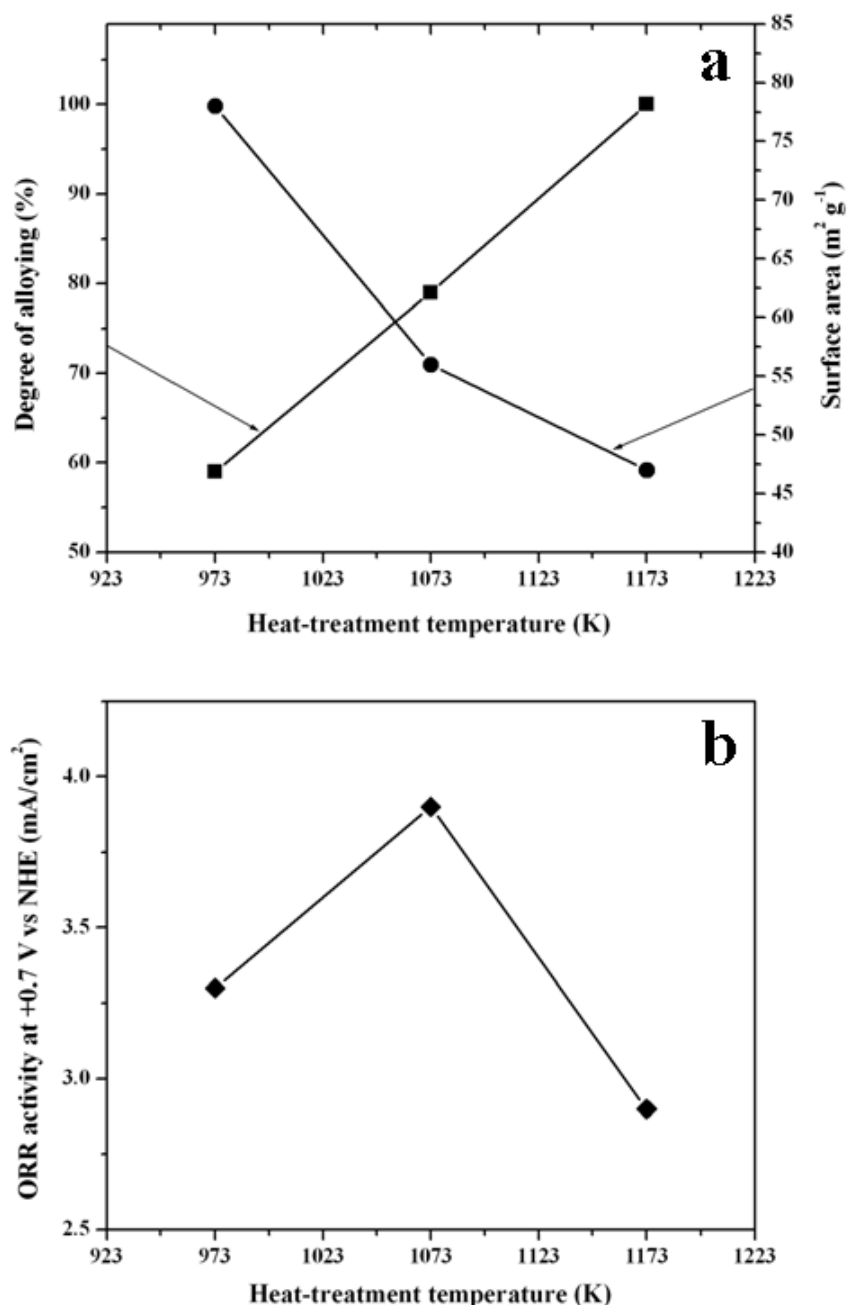 a
Degree of alloying (%)
100
90
80
70
60
50
Surface area (m² g⁻¹)
85
80
75
70
65
60
55
50
45
40
923 973 1023 1073 1123 1173 1223
Heat-treatment temperature (K)
b
ORR activity at +0.7 V vs NHE (mA/cm²)
4.0
3.5
3.0
2.5
923 973 1023 1073 1123 1173 1223
Heat-treatment temperature (K)